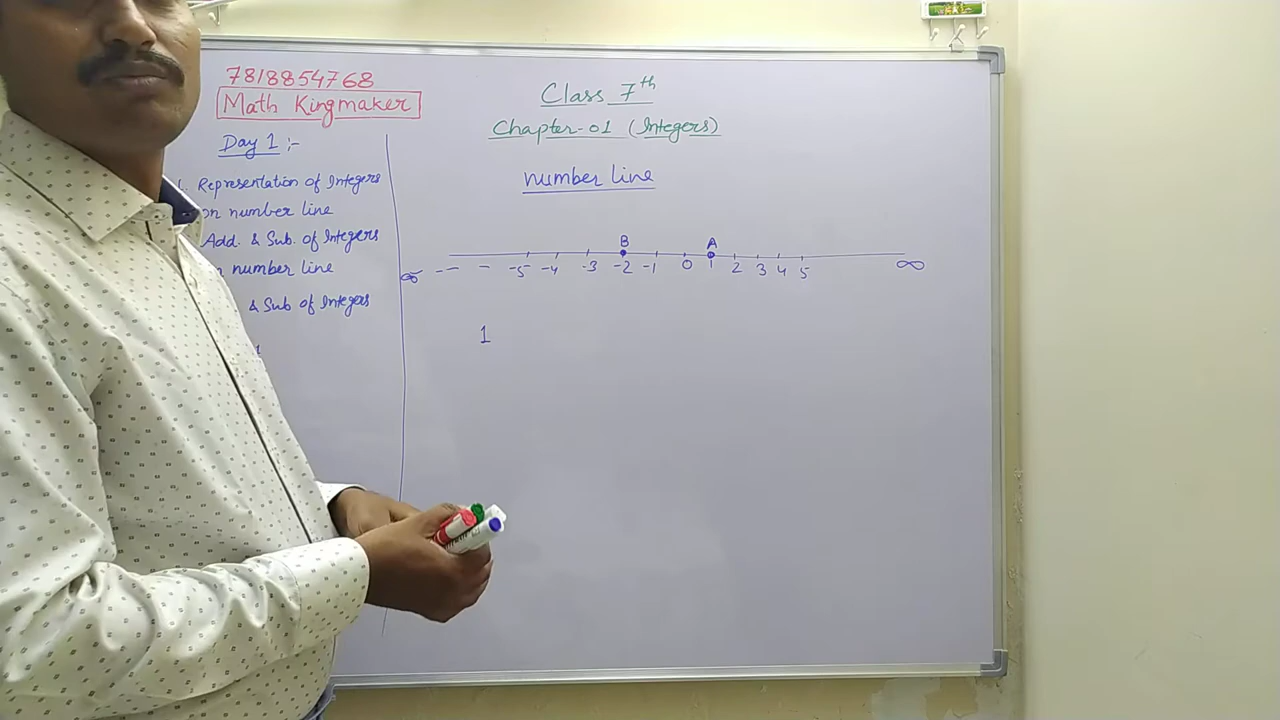 7818854768
Math Kingmaker
Day 1 :-
1. Representation of Integers
on number line
Add. & Sub. of Integers
number line
& Sub of Integers
1
Class 7th
Chapter-01 (Integers)
number line
B A
∞ -- - - -5 -4 -3 -2 -1 0 1 2 3 4 5 ∞
1